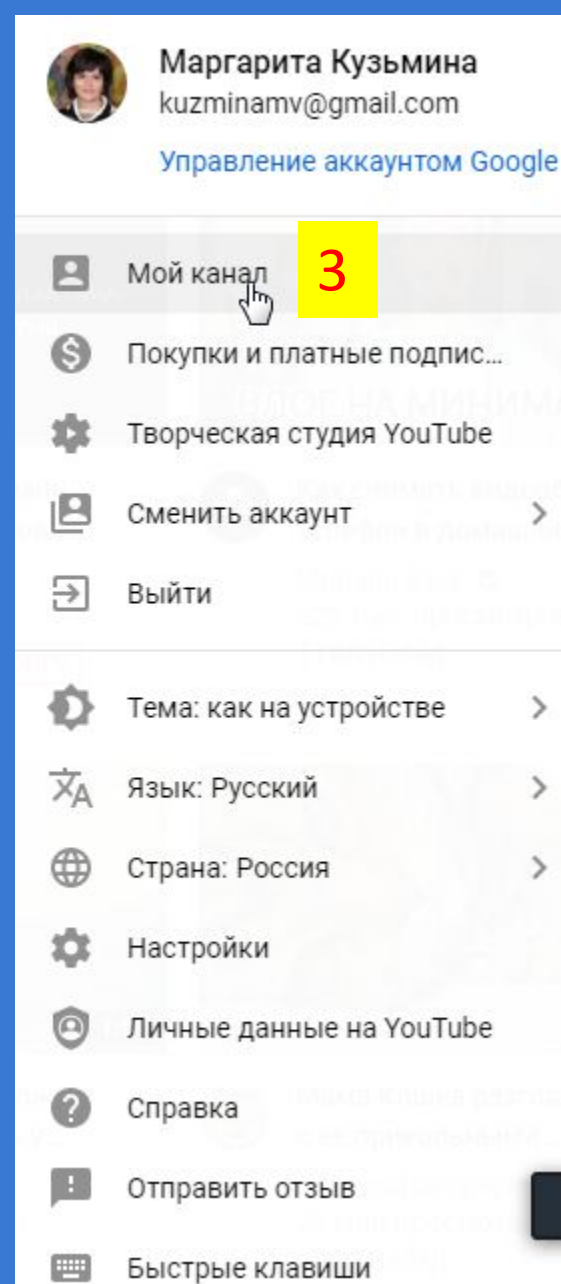 Маргарита Кузьмина
kuzminamv@gmail.com
Управление аккаунтом Google
Мой канал 3
Покупки и платные подпис...
Творческая студия YouTube
Сменить аккаунт
Выйти
Тема: как на устройстве
Язык: Русский
Страна: Россия
Настройки
Личные данные на YouTube
Справка
Отправить отзыв
Быстрые клавиши